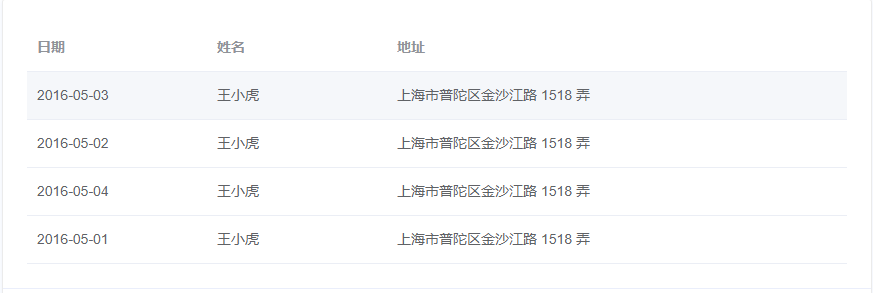 日期 姓名 地址
2016-05-03 王小虎 上海市普陀区金沙江路 1518 弄
2016-05-02 王小虎 上海市普陀区金沙江路 1518 弄
2016-05-04 王小虎 上海市普陀区金沙江路 1518 弄
2016-05-01 王小虎 上海市普陀区金沙江路 1518 弄